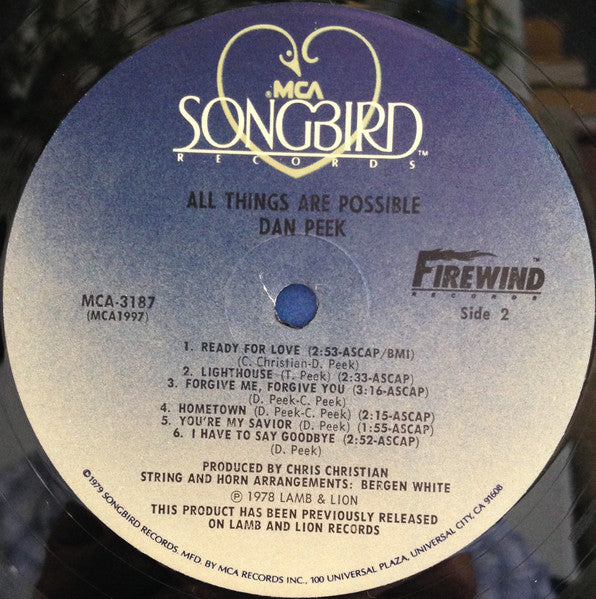 ®MCA
SONGBIRD™
RECORDS
ALL THINGS ARE POSSIBLE
DAN PEEK
FIREWIND™
RECORDS
MCA-3187
(MCA1997)
Side 2
1. READY FOR LOVE (2:53-ASCAP/BMI)
(C. Christian-D. Peek)
2. LIGHTHOUSE (T. Peek) (2:33-ASCAP)
3. FORGIVE ME, FORGIVE YOU (3:16-ASCAP)
(D. Peek-C. Peek)
4. HOMETOWN (D. Peek-C. Peek) (2:15-ASCAP)
5. YOU'RE MY SAVIOR (D. Peek) (1:55-ASCAP)
6. I HAVE TO SAY GOODBYE (2:52-ASCAP)
(D. Peek)
PRODUCED BY CHRIS CHRISTIAN
STRING AND HORN ARRANGEMENTS: BERGEN WHITE
℗ 1978 LAMB & LION
THIS PRODUCT HAS BEEN PREVIOUSLY RELEASED
ON LAMB AND LION RECORDS
©1979 SONGBIRD RECORDS, MFD. BY MCA RECORDS INC., 100 UNIVERSAL PLAZA, UNIVERSAL CITY, CA 91608